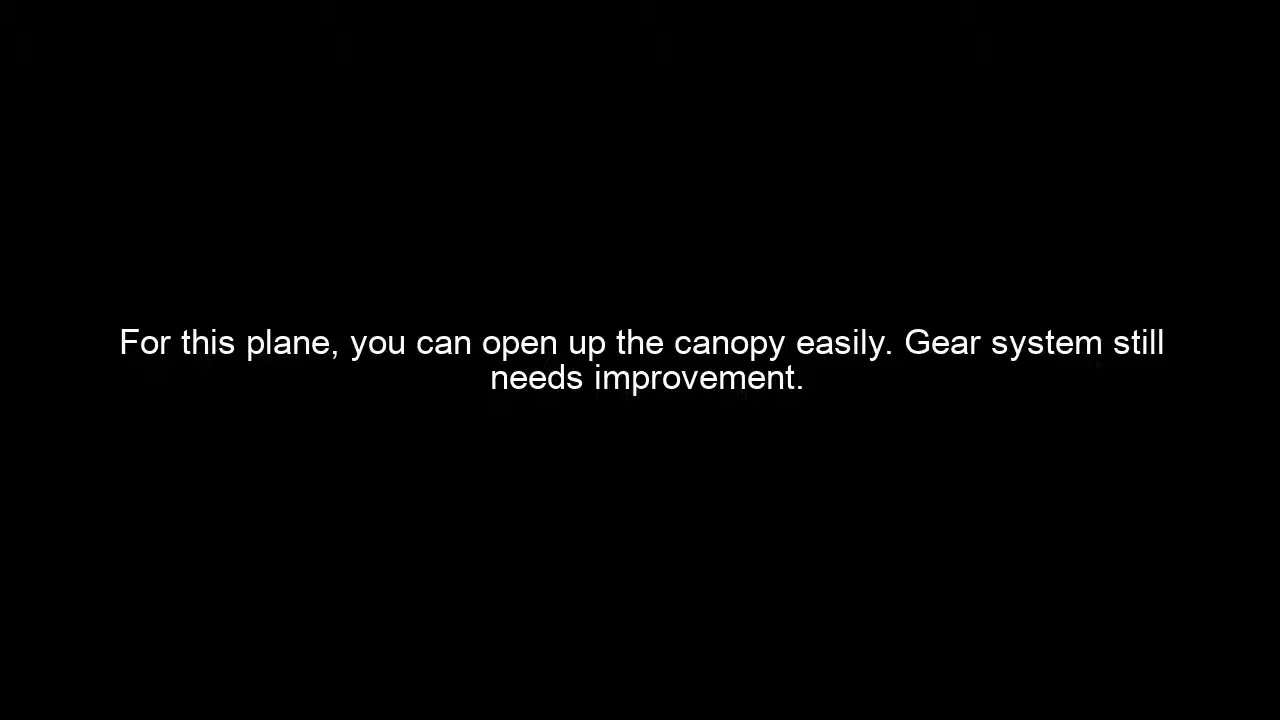 For this plane, you can open up the canopy easily. Gear system still
needs improvement.